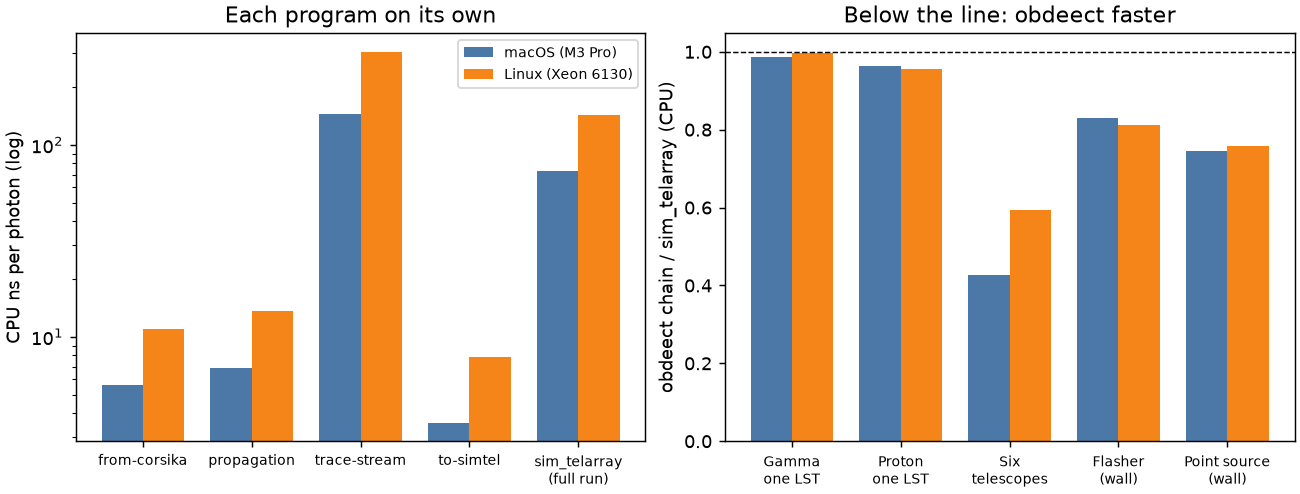 Each program on its own
CPU ns per photon (log)
10²
10¹
macOS (M3 Pro)
Linux (Xeon 6130)
from-corsika
propagation
trace-stream
to-simtel
sim_telarray
(full run)
Below the line: obdeect faster
obdeect chain / sim_telarray (CPU)
1.0
0.8
0.6
0.4
0.2
0.0
Gamma
one LST
Proton
one LST
Six
telescopes
Flasher
(wall)
Point source
(wall)